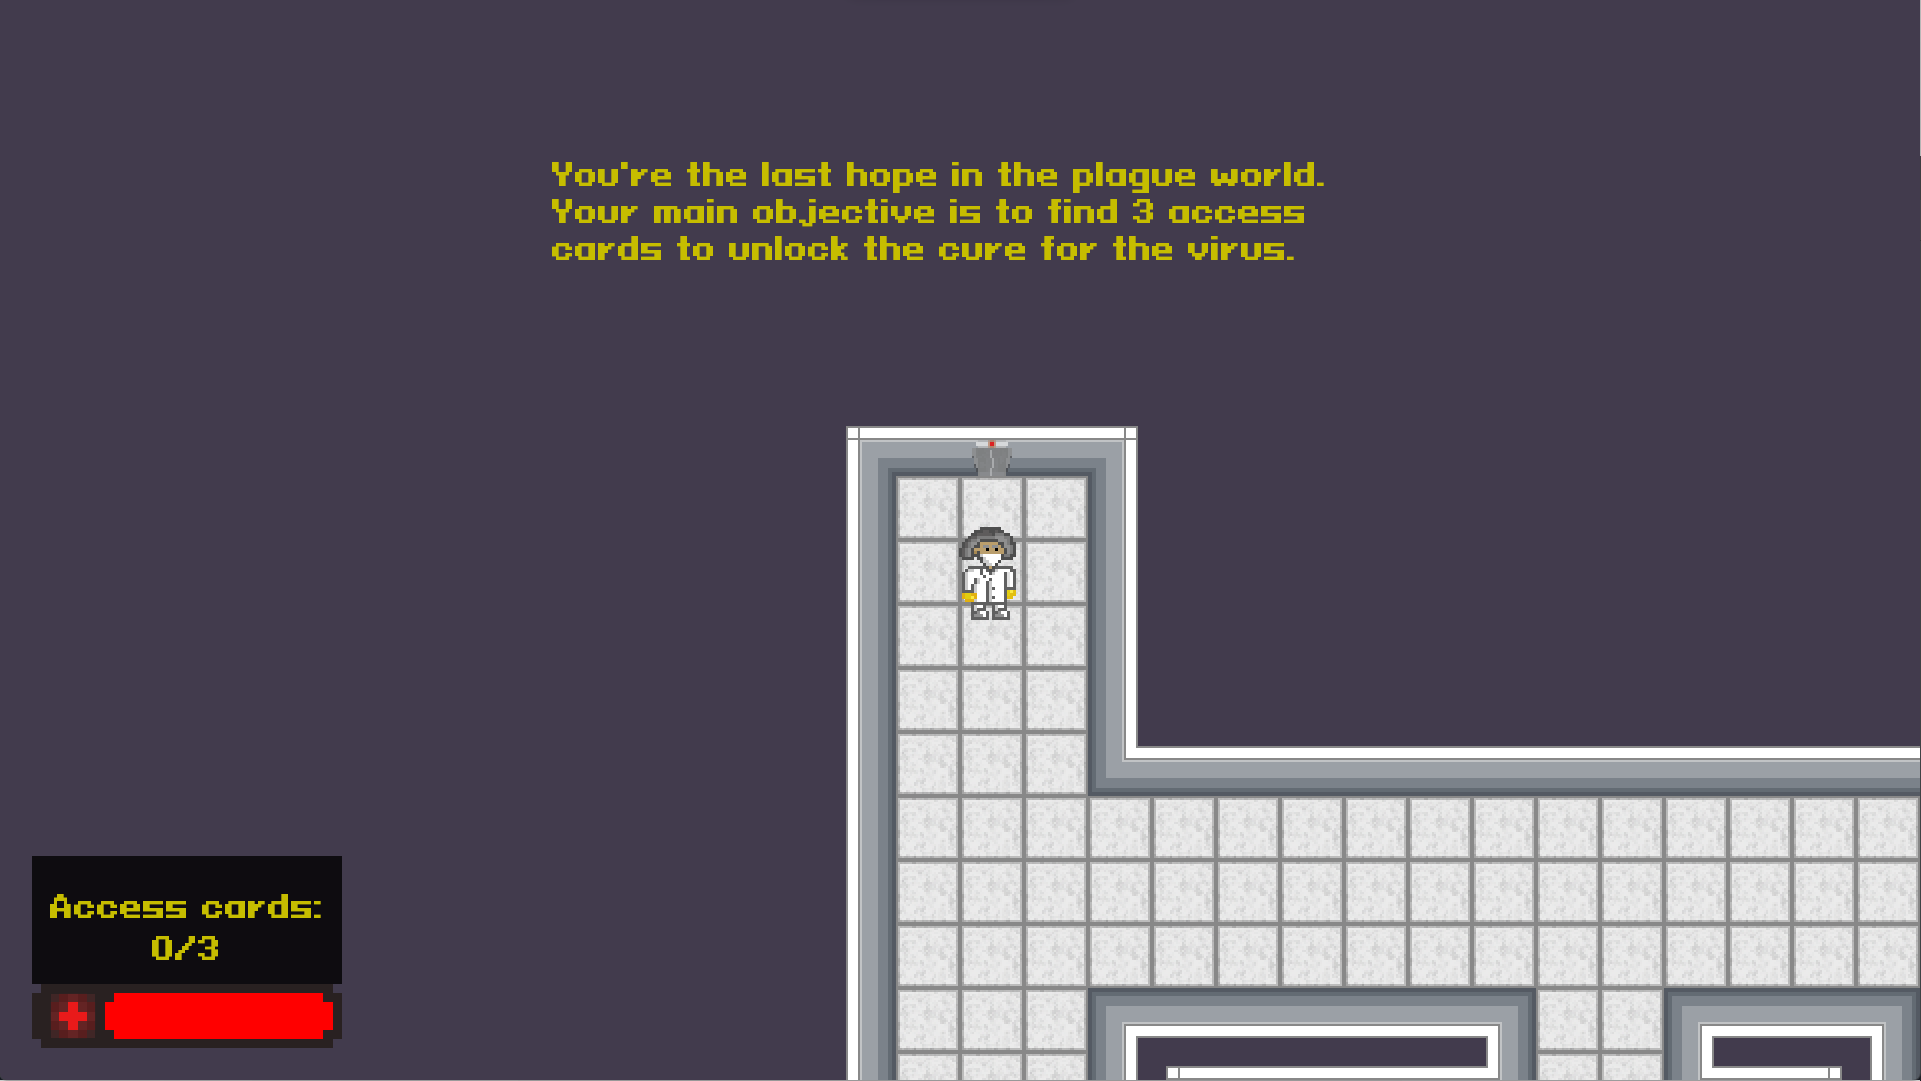 You're the last hope in the plague world.
Your main objective is to find 3 access
cards to unlock the cure for the virus.
Access cards:
0/3